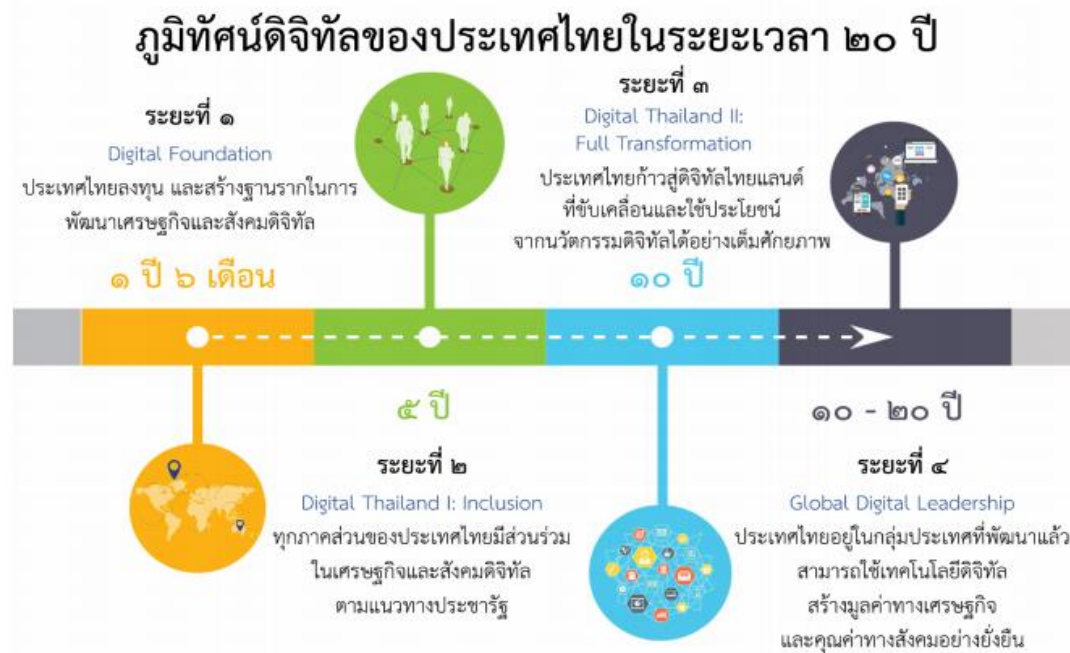 ภูมิทัศน์ดิจิทัลของประเทศไทยในระยะเวลา ๒๐ ปี
ระยะที่ ๑
Digital Foundation
ประเทศไทยลงทุน และสร้างฐานรากในการ
พัฒนาเศรษฐกิจและสังคมดิจิทัล
๑ ปี ๖ เดือน
๕ ปี
ระยะที่ ๒
Digital Thailand I: Inclusion
ทุกภาคส่วนของประเทศไทยมีส่วนร่วม
ในเศรษฐกิจและสังคมดิจิทัล
ตามแนวทางประชารัฐ
ระยะที่ ๓
Digital Thailand II:
Full Transformation
ประเทศไทยก้าวสู่ดิจิทัลไทยแลนด์
ที่ขับเคลื่อนและใช้ประโยชน์
จากนวัตกรรมดิจิทัลได้อย่างเต็มศักยภาพ
๑๐ ปี
๑๐ - ๒๐ ปี
ระยะที่ ๔
Global Digital Leadership
ประเทศไทยอยู่ในกลุ่มประเทศที่พัฒนาแล้ว
สามารถใช้เทคโนโลยีดิจิทัล
สร้างมูลค่าทางเศรษฐกิจ
และคุณค่าทางสังคมอย่างยั่งยืน